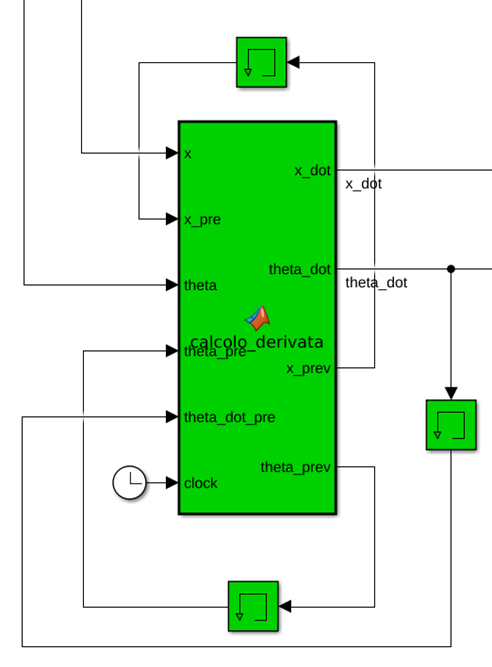 x
x_dot
x_dot
x_pre
theta_dot
theta
theta_dot
calcolo_derivata
theta_pre
x_prev
theta_dot_pre
theta_prev
clock